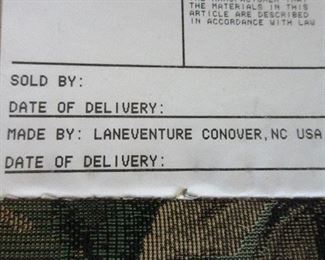 THE MATERIALS IN THIS
ARTICLE ARE DESCRIBED
IN ACCORDANCE WITH LAW
SOLD BY:
DATE OF DELIVERY:
MADE BY: LANEVENTURE CONOVER, NC USA
DATE OF DELIVERY: